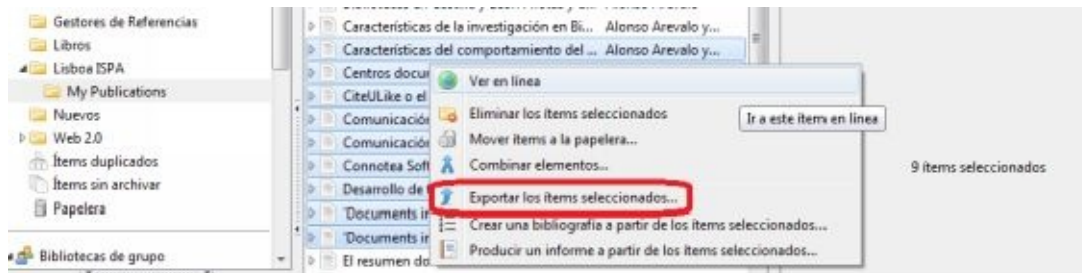 Gestores de Referencias
Libros
Lisboa ISPA
My Publications
Nuevos
Web 2.0
Ítems duplicados
Ítems sin archivar
Papelera
Bibliotecas de grupo
Características de la investigación en Bi... Alonso Arevalo y...
Características del comportamiento del ... Alonso Arevalo y...
Centros docur
CiteULike o el
Comunicación
Comunicación
Connotea Soft
Desarrollo de
'Documents ir
'Documents ir
El resumen do
Ver en línea
Eliminar los ítems seleccionados
Mover ítems a la papelera...
Combinar elementos...
Exportar los ítems seleccionados...
Crear una bibliografía a partir de los ítems seleccionados...
Producir un informe a partir de los ítems seleccionados...
Ir a este ítem en línea
9 ítems seleccionados